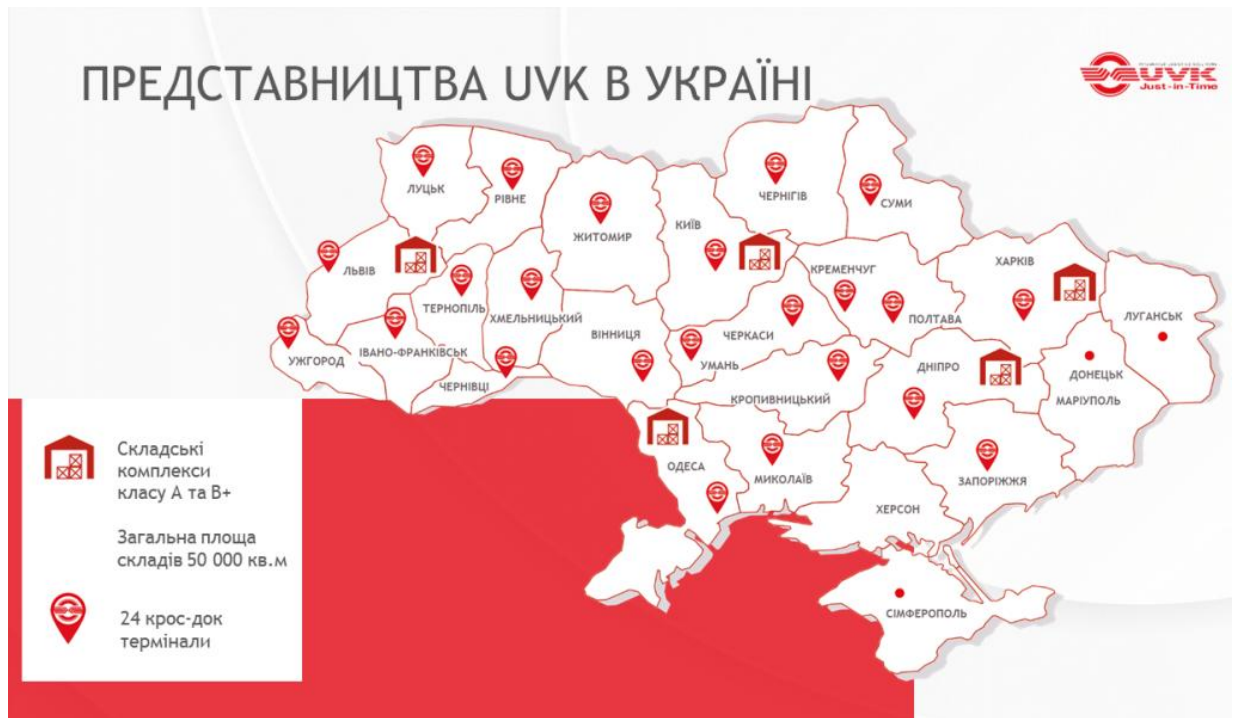 ПРЕДСТАВНИЦТВА UVK В УКРАЇНІ
UVK
Just-in-Time
ЛУЦЬК
РІВНЕ
ЖИТОМИР
КИЇВ
ЧЕРНІГІВ
СУМИ
ЛЬВІВ
ТЕРНОПІЛЬ
ХМЕЛЬНИЦЬКИЙ
ВІННИЦЯ
ЧЕРКАСИ
КРЕМЕНЧУГ
ПОЛТАВА
ХАРКІВ
ЛУГАНСЬК
УЖГОРОД
ІВАНО-ФРАНКІВСЬК
ЧЕРНІВЦІ
УМАНЬ
КРОПИВНИЦЬКИЙ
ДНІПРО
ДОНЕЦЬК
МАРІУПОЛЬ
ОДЕСА
МИКОЛАЇВ
ЗАПОРІЖЖЯ
ХЕРСОН
СІМФЕРОПОЛЬ
Складські
комплекси
класу А та В+
Загальна площа
складів 50 000 кв.м
24 крос-док
термінали